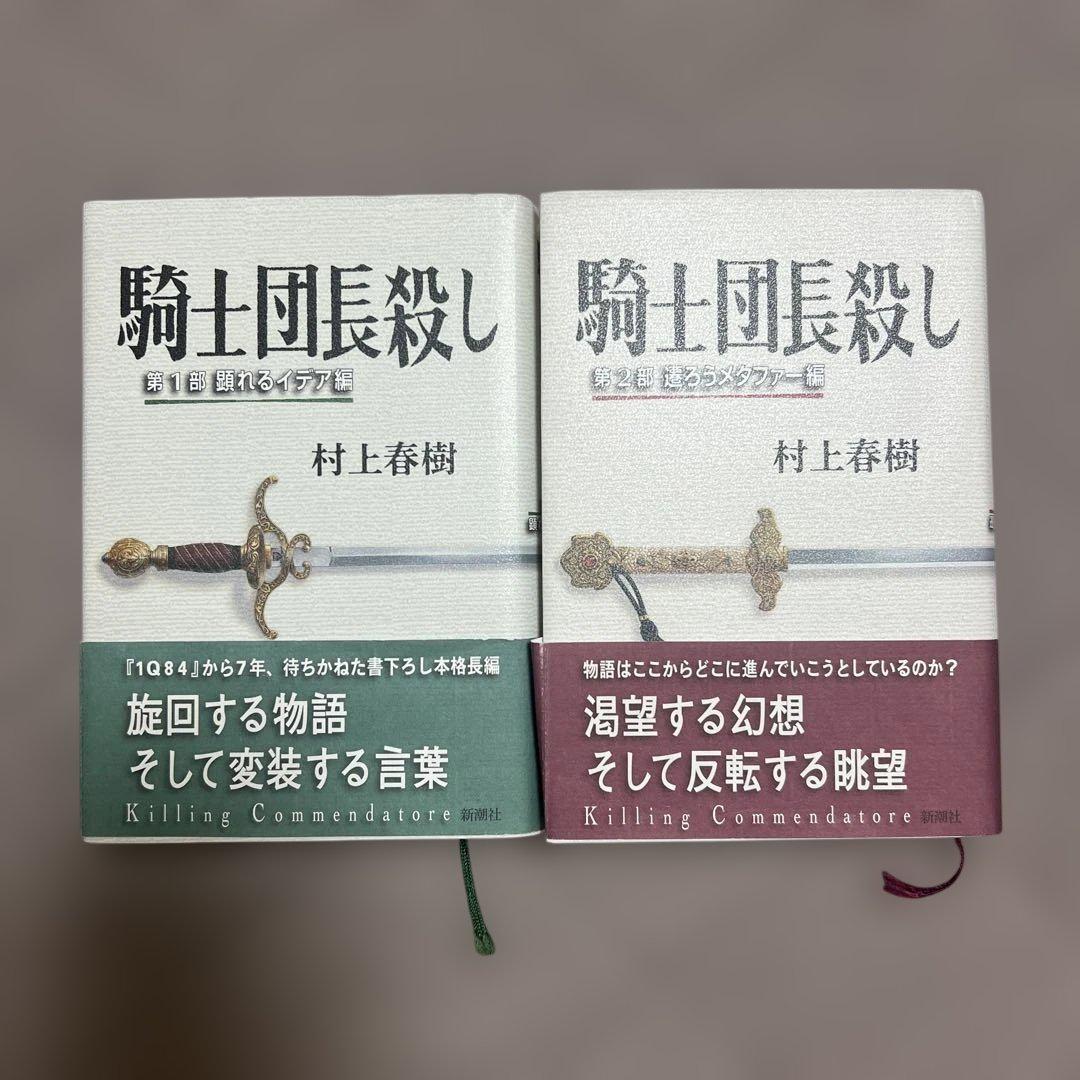 騎士団長殺し
第1部 顕れるイデア編
村上春樹
『1Q84』から7年、待ちかねた書下ろし本格長編
旋回する物語
そして変装する言葉
Killing Commendatore 新潮社
騎士団長殺し
第2部 遷ろうメタファー編
村上春樹
物語はここからどこに進んでいこうとしているのか?
渇望する幻想
そして反転する眺望
Killing Commendatore 新潮社